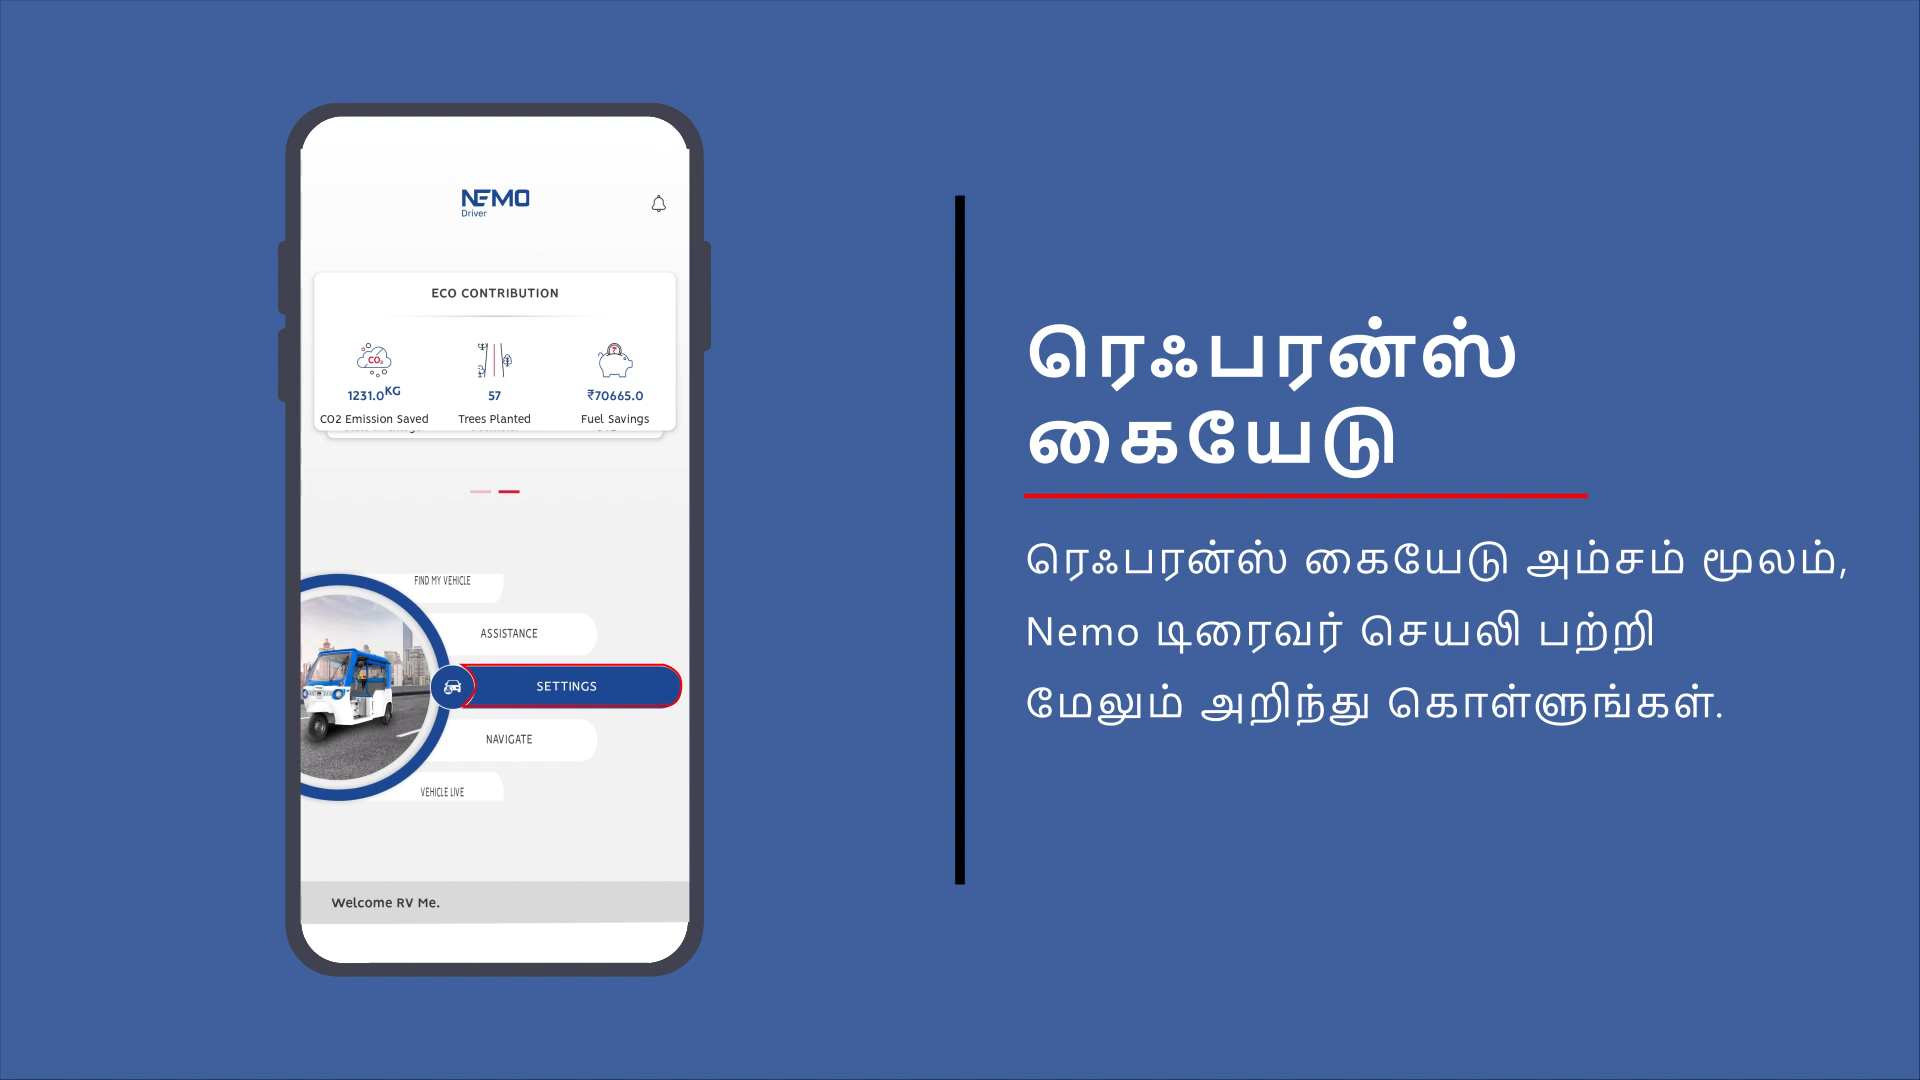 NEMO
Driver
ECO CONTRIBUTION
CO₂
1231.0KG
57
₹70665.0
CO2 Emission Saved
Trees Planted
Fuel Savings
FIND MY VEHICLE
ASSISTANCE
SETTINGS
NAVIGATE
VEHICLE LIVE
Welcome RV Me.
ரெஃபரன்ஸ்
கையேடு
ரெஃபரன்ஸ் கையேடு அம்சம் மூலம்,
Nemo டிரைவர் செயலி பற்றி
மேலும் அறிந்து கொள்ளுங்கள்.